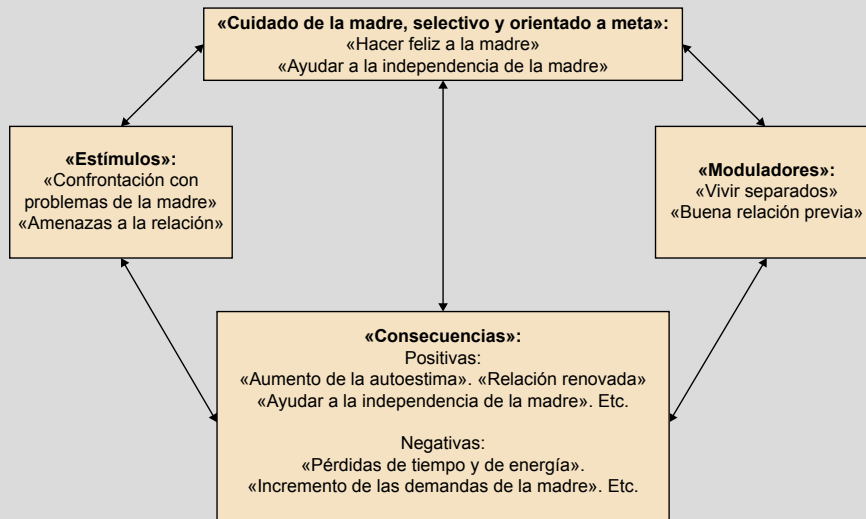 «Cuidado de la madre, selectivo y orientado a meta»:
«Hacer feliz a la madre»
«Ayudar a la independencia de la madre»
«Estímulos»:
«Confrontación con
problemas de la madre»
«Amenazas a la relación»
«Moduladores»:
«Vivir separados»
«Buena relación previa»
«Consecuencias»:
Positivas:
«Aumento de la autoestima». «Relación renovada»
«Ayudar a la independencia de la madre». Etc.
Negativas:
«Pérdidas de tiempo y de energía».
«Incremento de las demandas de la madre». Etc.